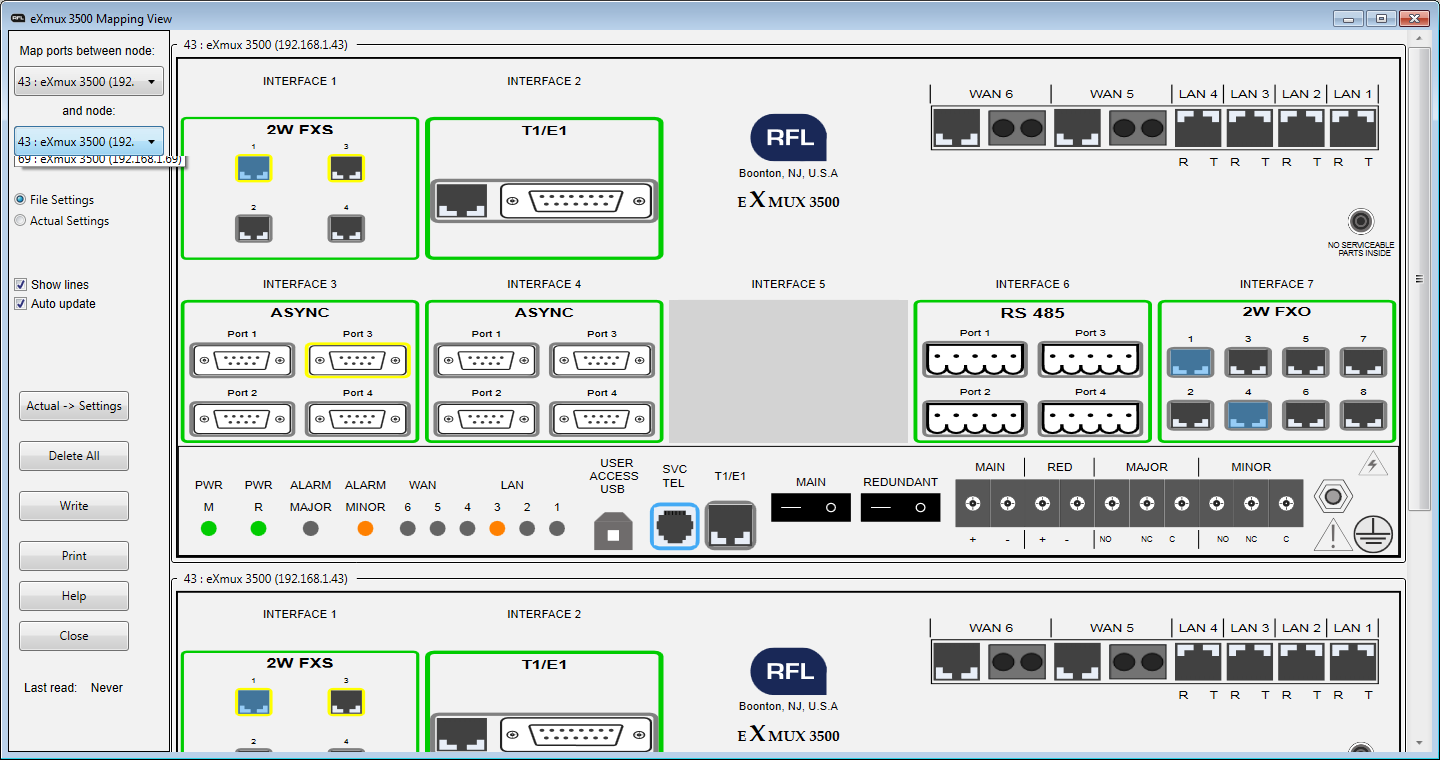 RFL eXmux 3500 Mapping View
Map ports between node:
43 : eXmux 3500 (192.
and node:
43 : eXmux 3500 (192.
69 : eXmux 3500 (192.168.1.69)
File Settings
Actual Settings
Show lines
Auto update
Actual -> Settings
Delete All
Write
Print
Help
Close
Last read: Never
43 : eXmux 3500 (192.168.1.43)
INTERFACE 1
INTERFACE 2
WAN 6 WAN 5 LAN 4 LAN 3 LAN 2 LAN 1
2W FXS
1 3
2 4
T1/E1
RFL
Boonton, NJ, U.S.A
EXMUX 3500
R T R T R T
NO SERVICEABLE
PARTS INSIDE
INTERFACE 3
INTERFACE 4
INTERFACE 5
INTERFACE 6
INTERFACE 7
ASYNC
Port 1 Port 3
Port 2 Port 4
ASYNC
Port 1 Port 3
Port 2 Port 4
RS 485
Port 1 Port 3
Port 2 Port 4
2W FXO
1 3 5 7
2 4 6 8
PWR PWR ALARM ALARM WAN LAN
M R MAJOR MINOR 6 5 4 3 2 1
USER
ACCESS
USB
SVC
TEL
T1/E1
MAIN
REDUNDANT
MAIN RED MAJOR MINOR
+ - + - NO NC C NO NC C
43 : eXmux 3500 (192.168.1.43)
INTERFACE 1
INTERFACE 2
WAN 6 WAN 5 LAN 4 LAN 3 LAN 2 LAN 1
2W FXS
1 3
2 4
T1/E1
RFL
Boonton, NJ, U.S.A
EXMUX 3500
R T R T R T